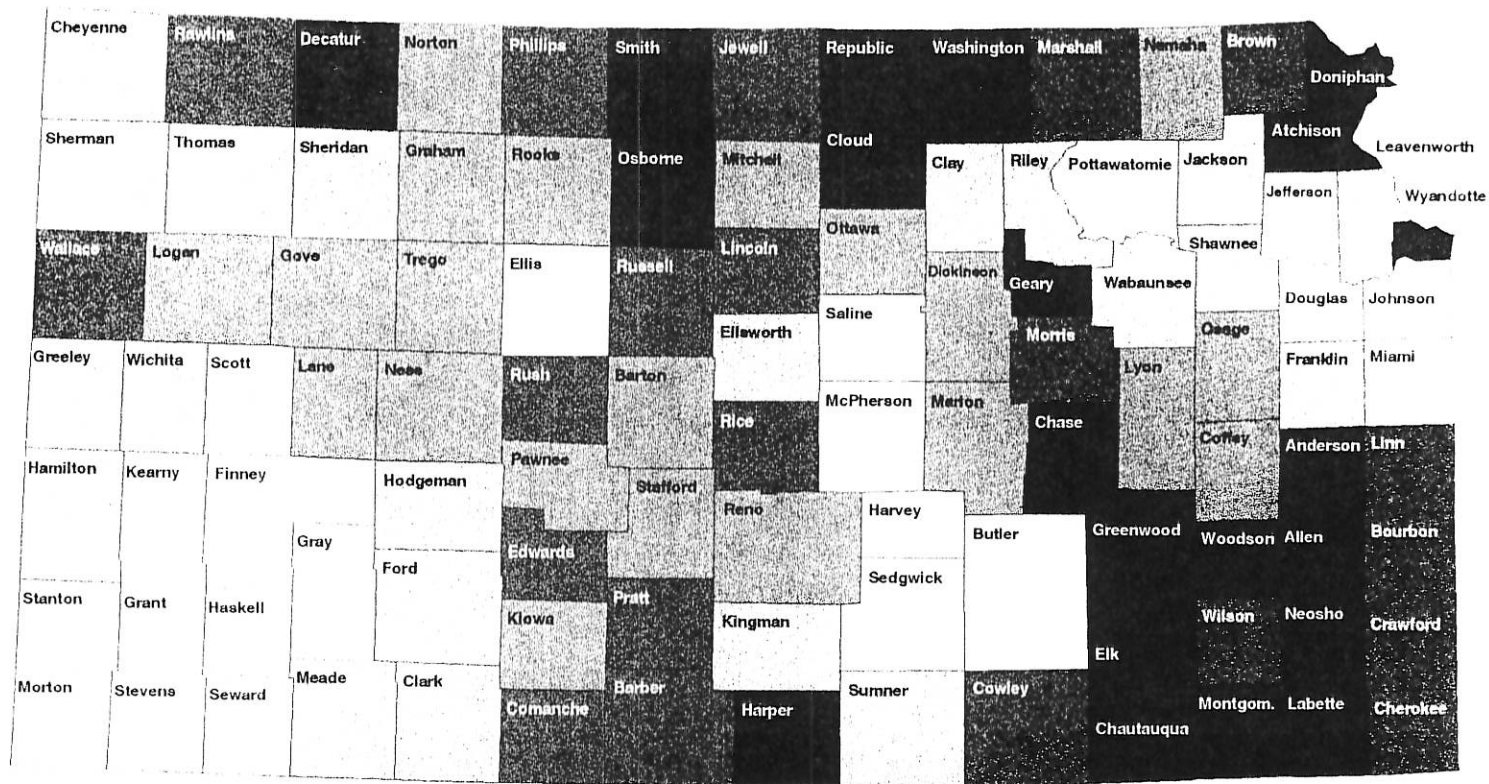 Cheyenne
Rawlins
Decatur
Norton
Phillips
Smith
Jewell
Republic
Washington
Marshall
Nemaha
Brown
Doniphan
Sherman
Thomas
Sheridan
Graham
Rooks
Osborne
Mitchell
Cloud
Clay
Riley
Pottawatomie
Jackson
Atchison
Leavenworth
Jefferson
Wyandotte
Wallace
Logan
Gove
Trego
Ellis
Russell
Lincoln
Ottawa
Dickinson
Geary
Wabaunsee
Shawnee
Douglas
Johnson
Greeley
Wichita
Scott
Lane
Ness
Rush
Barton
Ellsworth
Saline
Morris
Lyon
Osage
Franklin
Miami
Rice
McPherson
Marion
Chase
Coffey
Anderson
Linn
Hamilton
Kearny
Finney
Hodgeman
Pawnee
Stafford
Reno
Harvey
Butler
Greenwood
Woodson
Allen
Bourbon
Gray
Ford
Edwards
Sedgwick
Stanton
Grant
Haskell
Kiowa
Pratt
Kingman
Elk
Wilson
Neosho
Crawford
Morton
Stevens
Seward
Meade
Clark
Comanche
Barber
Harper
Sumner
Cowley
Chautauqua
Montgom.
Labette
Cherokee